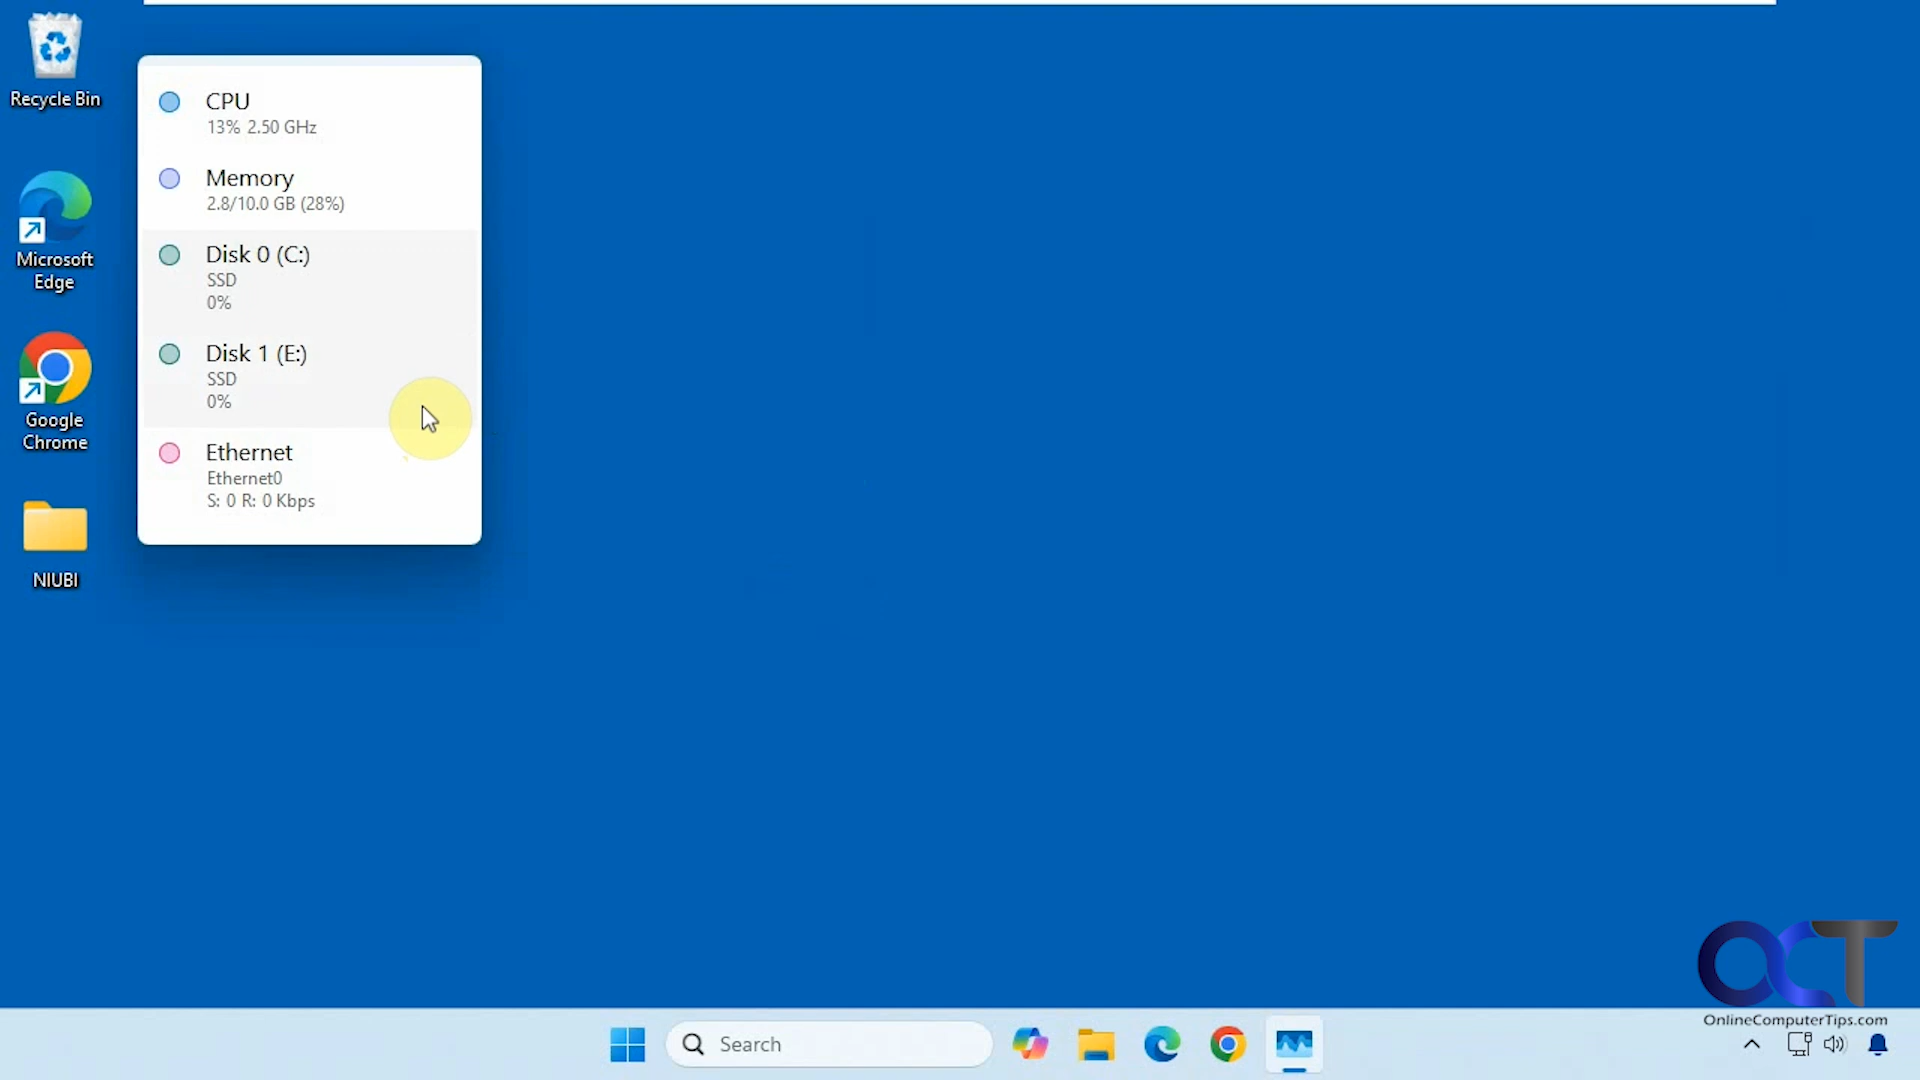 Recycle Bin
Microsoft
Edge
Google
Chrome
NIUBI
CPU
13% 2.50 GHz
Memory
2.8/10.0 GB (28%)
Disk 0 (C:)
SSD
0%
Disk 1 (E:)
SSD
0%
Ethernet
Ethernet0
S: 0 R: 0 Kbps
OCT
OnlineComputerTips.com
Search